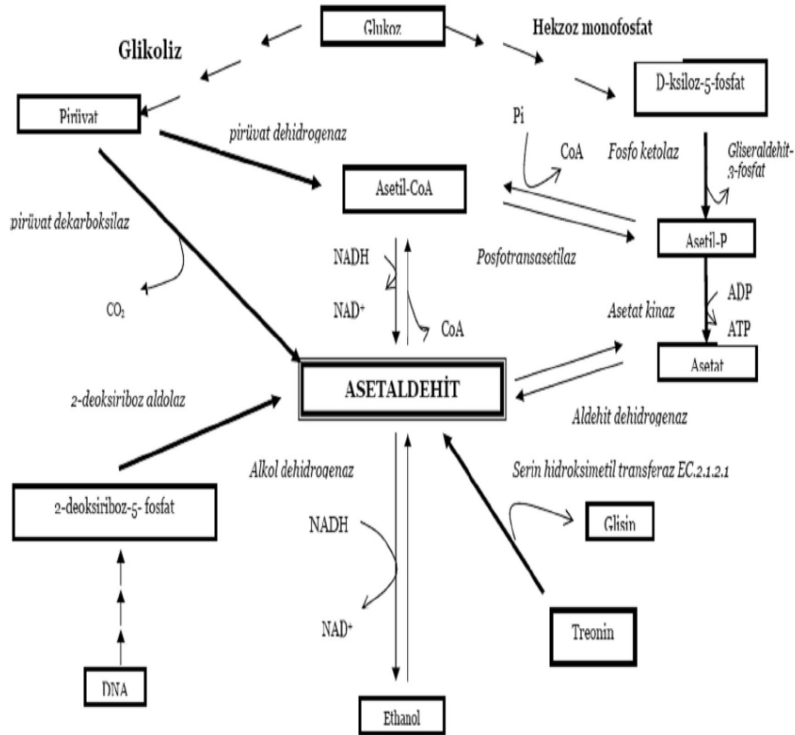 Glukoz
Glikoliz
Hekzoz monofosfat
Pirüvat
D-ksiloz-5-fosfat
pirüvat dehidrogenaz
Pi
CoA
Fosfo ketolaz
Gliseraldehit-
3-fosfat
Asetil-CoA
pirüvat dekarboksilaz
Asetil-P
NADH
Posfotransasetilaz
CO₂
NAD⁺
CoA
Asetat kinaz
ADP
ATP
Asetat
ASETALDEHİT
2-deoksiriboz aldolaz
Aldehit dehidrogenaz
Alkol dehidrogenaz
Serin hidroksimetil transferaz EC.2.1.2.1
2-deoksiriboz-5- fosfat
NADH
Glisin
NAD⁺
Treonin
DNA
Ethanol